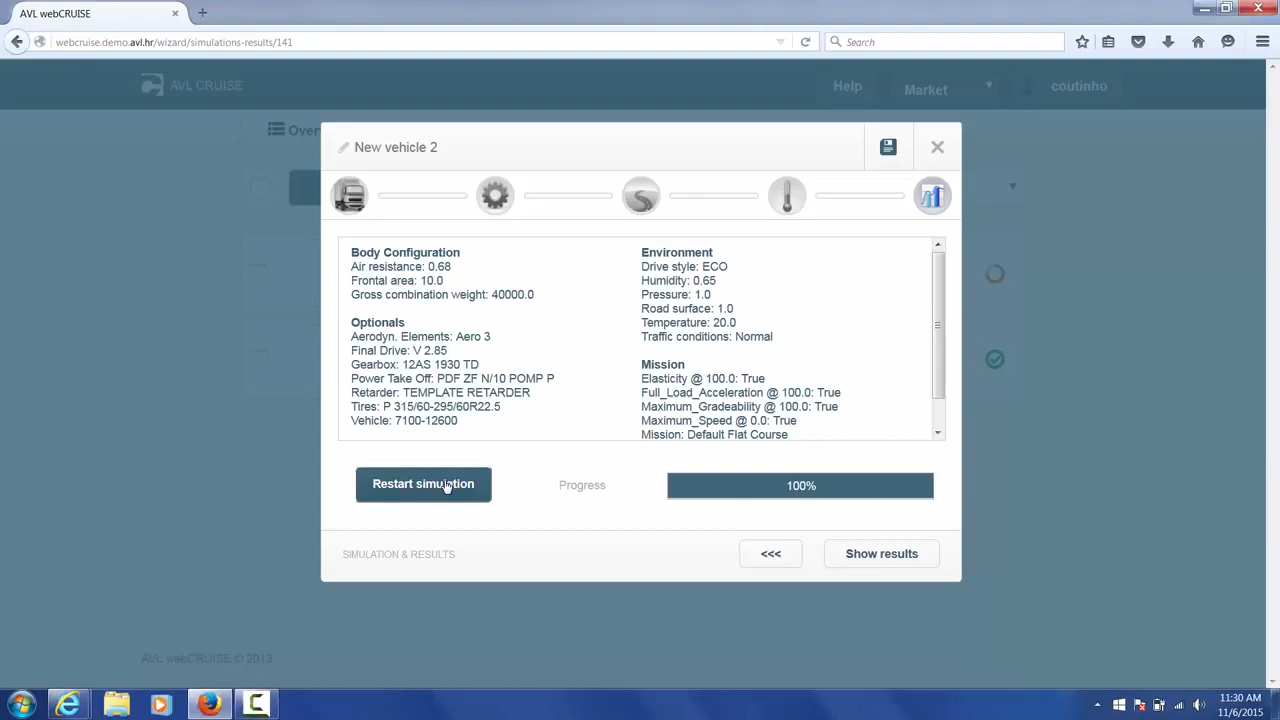 AVL webCRUISE
webcruise.demo.avl.hr/wizard/simulations-results/141
Search
AVL CRUISE
Help
Market
coutinho
Over
New vehicle 2
Body Configuration
Air resistance: 0.68
Frontal area: 10.0
Gross combination weight: 40000.0
Optionals
Aerodyn. Elements: Aero 3
Final Drive: V 2.85
Gearbox: 12AS 1930 TD
Power Take Off: PDF ZF N/10 POMP P
Retarder: TEMPLATE RETARDER
Tires: P 315/60-295/60R22.5
Vehicle: 7100-12600
Environment
Drive style: ECO
Humidity: 0.65
Pressure: 1.0
Road surface: 1.0
Temperature: 20.0
Traffic conditions: Normal
Mission
Elasticity @ 100.0: True
Full_Load_Acceleration @ 100.0: True
Maximum_Gradeability @ 100.0: True
Maximum_Speed @ 0.0: True
Mission: Default Flat Course
Restart simulation
Progress
100%
SIMULATION & RESULTS
<<<
Show results
AVL webCRUISE © 2013
11:30 AM
11/6/2015